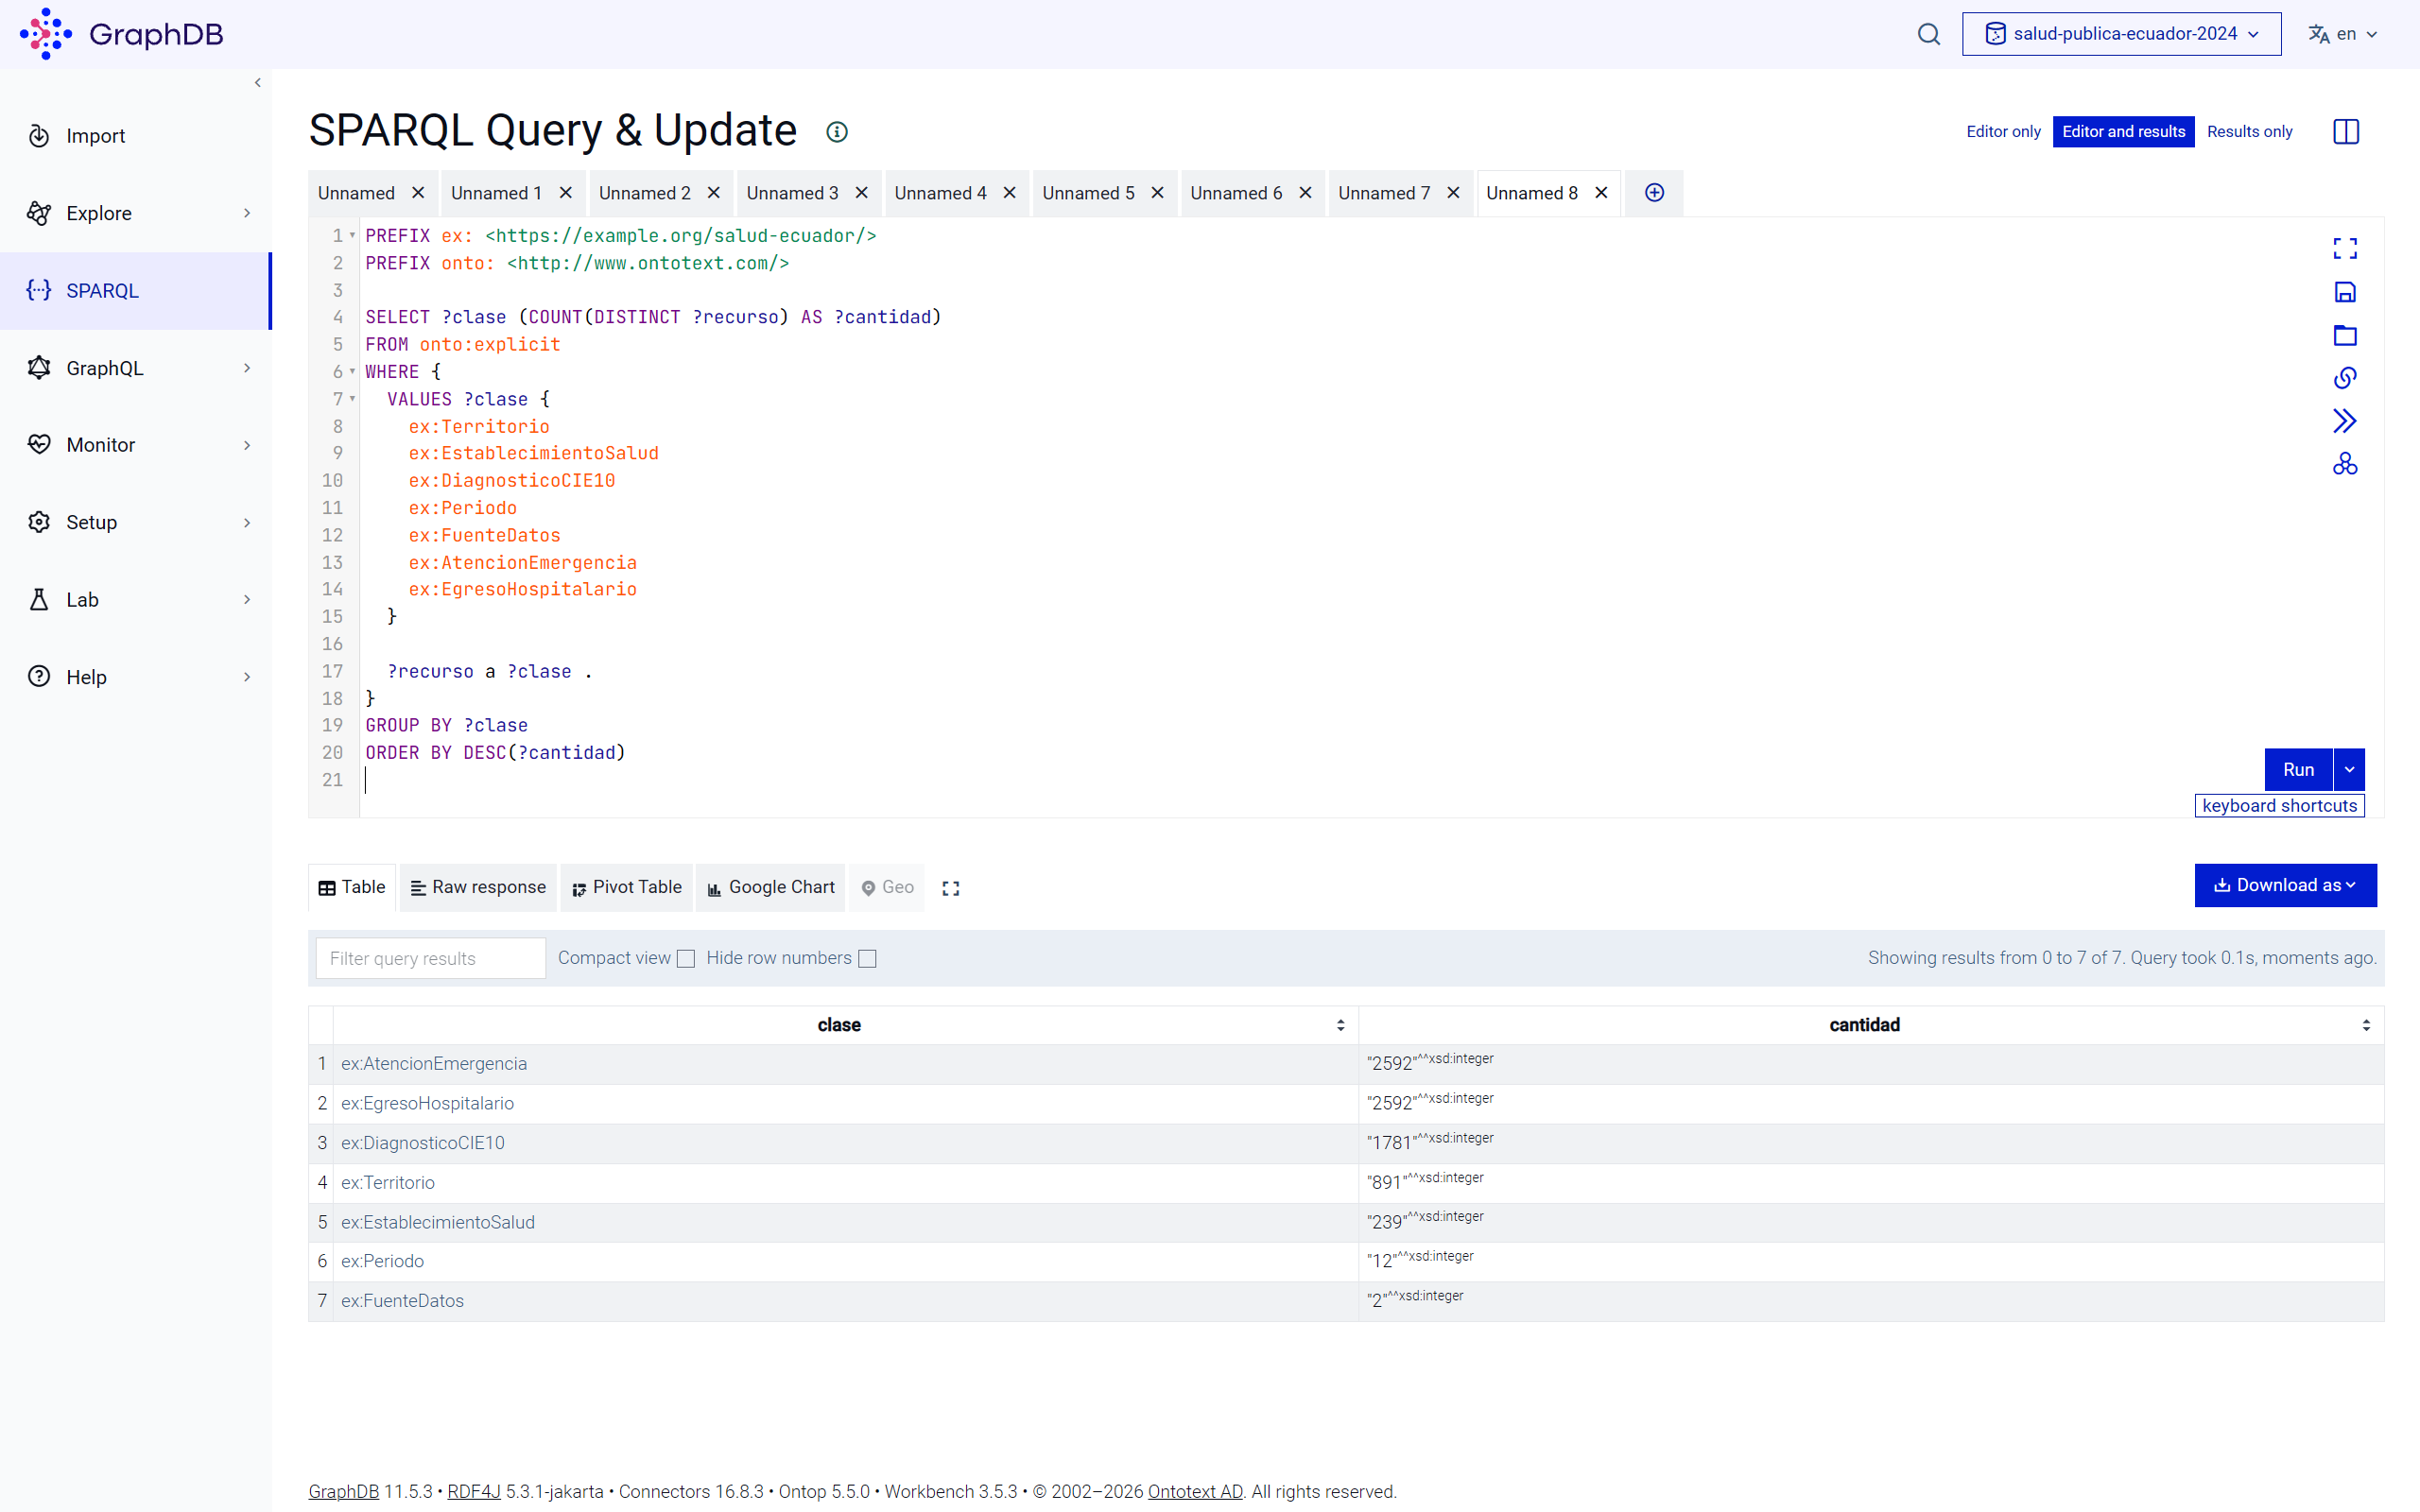 GraphDB
salud-publica-ecuador-2024
en
Import
Explore
SPARQL
GraphQL
Monitor
Setup
Lab
Help
SPARQL Query & Update
Editor only Editor and results Results only
Unnamed Unnamed 1 Unnamed 2 Unnamed 3 Unnamed 4 Unnamed 5 Unnamed 6 Unnamed 7 Unnamed 8
1 PREFIX ex: <https://example.org/salud-ecuador/>
2 PREFIX onto: <http://www.ontotext.com/>
3
4 SELECT ?clase (COUNT(DISTINCT ?recurso) AS ?cantidad)
5 FROM onto:explicit
6 WHERE {
7 VALUES ?clase {
8 ex:Territorio
9 ex:EstablecimientoSalud
10 ex:DiagnosticoCIE10
11 ex:Periodo
12 ex:FuenteDatos
13 ex:AtencionEmergencia
14 ex:EgresoHospitalario
15 }
16
17 ?recurso a ?clase .
18 }
19 GROUP BY ?clase
20 ORDER BY DESC(?cantidad)
21
Run
keyboard shortcuts
Table Raw response Pivot Table Google Chart Geo
Download as
Filter query results Compact view Hide row numbers Showing results from 0 to 7 of 7. Query took 0.1s, moments ago.
clase cantidad
1 ex:AtencionEmergencia "2592"^^xsd:integer
2 ex:EgresoHospitalario "2592"^^xsd:integer
3 ex:DiagnosticoCIE10 "1781"^^xsd:integer
4 ex:Territorio "891"^^xsd:integer
5 ex:EstablecimientoSalud "239"^^xsd:integer
6 ex:Periodo "12"^^xsd:integer
7 ex:FuenteDatos "2"^^xsd:integer
GraphDB 11.5.3 • RDF4J 5.3.1-jakarta • Connectors 16.8.3 • Ontop 5.5.0 • Workbench 3.5.3 • © 2002–2026 Ontotext AD. All rights reserved.